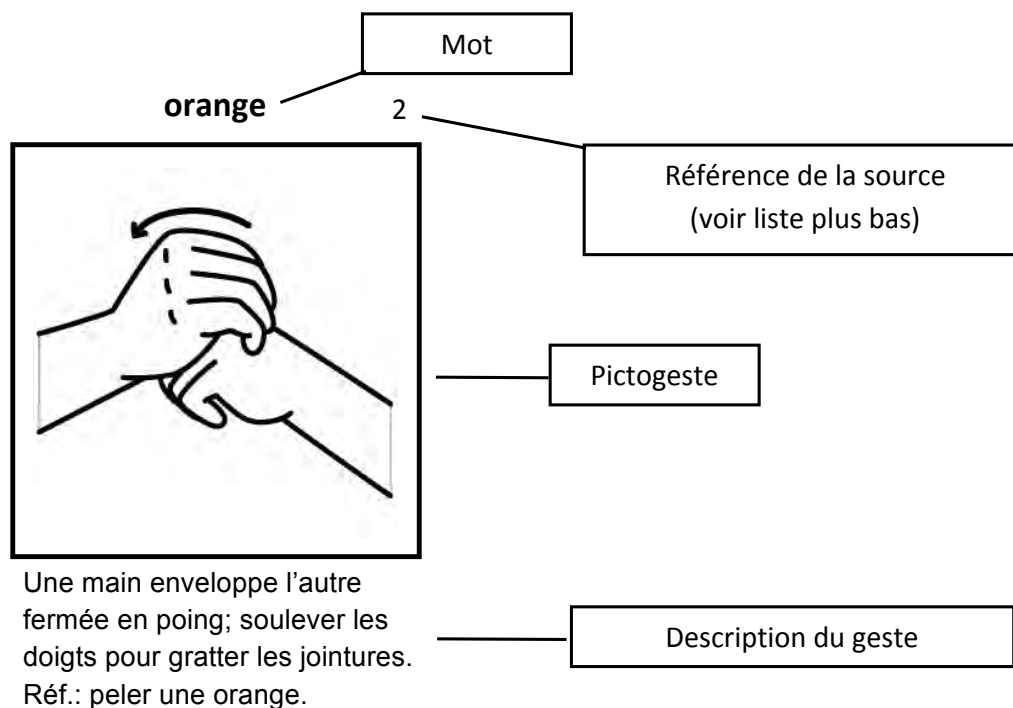 Mot
orange 2
Référence de la source
(voir liste plus bas)
Pictogeste
Une main enveloppe l’autre
fermée en poing; soulever les
doigts pour gratter les jointures.
Réf.: peler une orange.
Description du geste